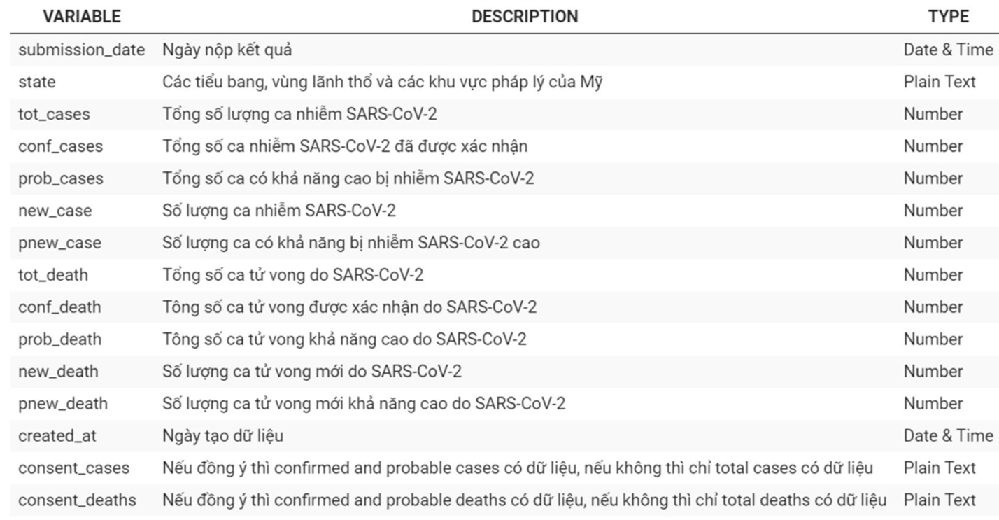 VARIABLE DESCRIPTION TYPE
submission_date Ngày nộp kết quả Date & Time
state Các tiểu bang, vùng lãnh thổ và các khu vực pháp lý của Mỹ Plain Text
tot_cases Tổng số lượng ca nhiễm SARS-CoV-2 Number
conf_cases Tổng số ca nhiễm SARS-CoV-2 đã được xác nhận Number
prob_cases Tổng số ca có khả năng cao bị nhiễm SARS-CoV-2 Number
new_case Số lượng ca nhiễm SARS-CoV-2 Number
pnew_case Số lượng ca có khả năng bị nhiễm SARS-CoV-2 cao Number
tot_death Tổng số ca tử vong do SARS-CoV-2 Number
conf_death Tông số ca tử vong được xác nhận do SARS-CoV-2 Number
prob_death Tông số ca tử vong khả năng cao do SARS-CoV-2 Number
new_death Số lượng ca tử vong mới do SARS-CoV-2 Number
pnew_death Số lượng ca tử vong mới khả năng cao do SARS-CoV-2 Number
created_at Ngày tạo dữ liệu Date & Time
consent_cases Nếu đồng ý thì confirmed and probable cases có dữ liệu, nếu không thì chỉ total cases có dữ liệu Plain Text
consent_deaths Nếu đồng ý thì confirmed and probable deaths có dữ liệu, nếu không thì chỉ total deaths có dữ liệu Plain Text